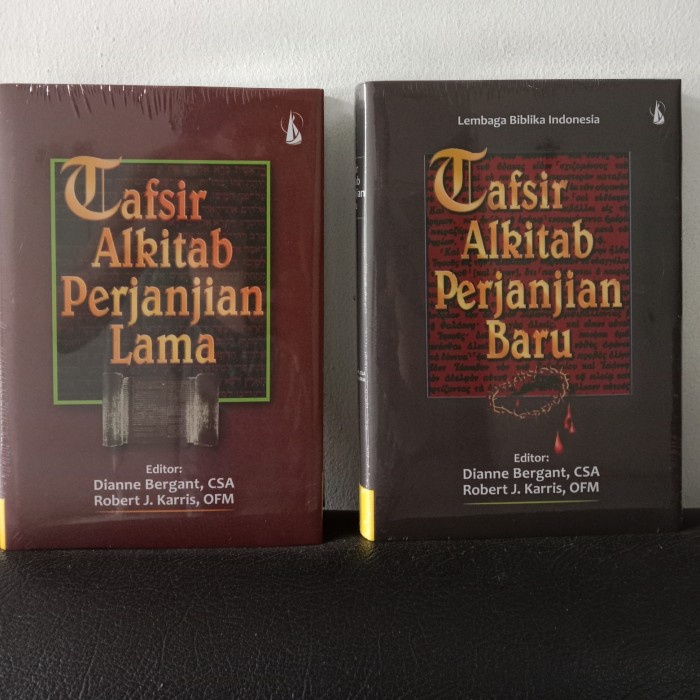 Tafsir
Alkitab
Perjanjian
Lama
Editor:
Dianne Bergant, CSA
Robert J. Karris, OFM
Lembaga Biblika Indonesia
Tafsir
Alkitab
Perjanjian
Baru
Editor:
Dianne Bergant, CSA
Robert J. Karris, OFM